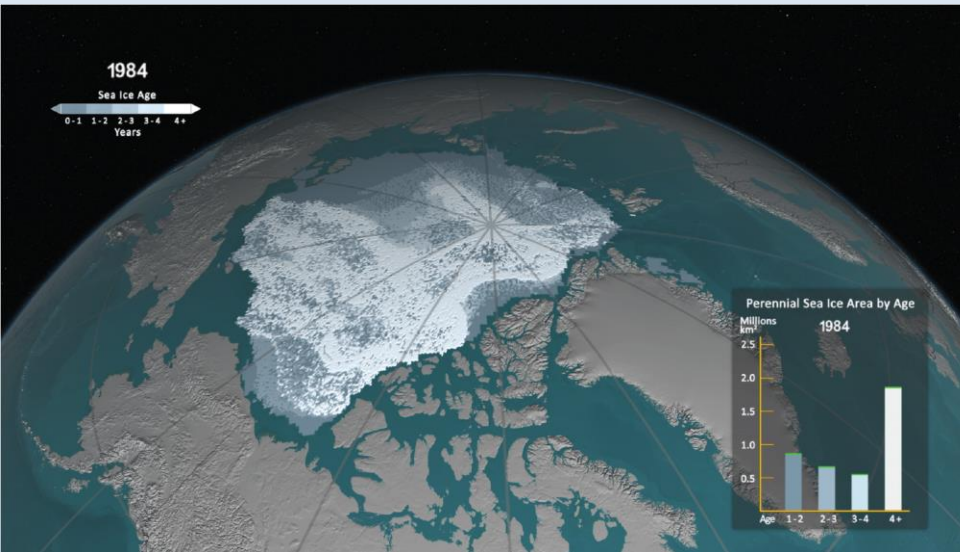 1984
Sea Ice Age
0-1 1-2 2-3 3-4 4+
Years
Perennial Sea Ice Area by Age
Millions
km²
1984
2.5
2.0
1.5
1.0
0.5
Age 1-2 2-3 3-4 4+